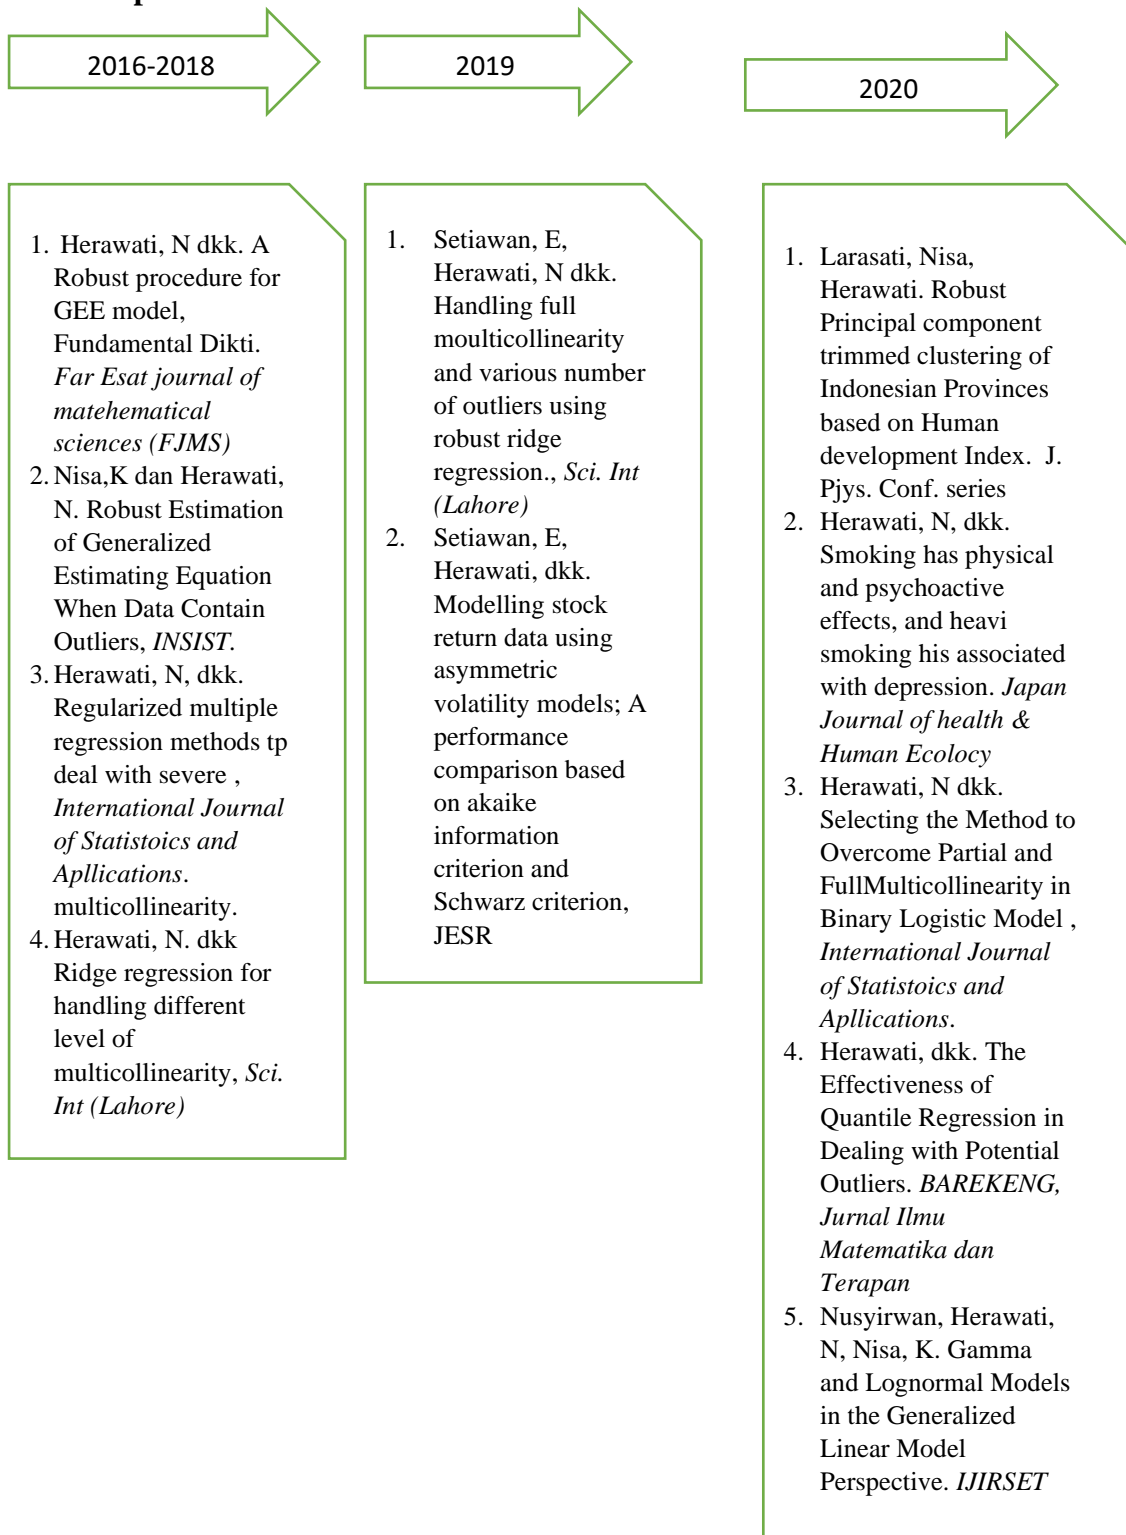 2016-2018
2019
2020
1. Herawati, N dkk. A
Robust procedure for
GEE model,
Fundamental Dikti.
Far Esat journal of
matehematical
sciences (FJMS)
2. Nisa,K dan Herawati,
N. Robust Estimation
of Generalized
Estimating Equation
When Data Contain
Outliers, INSIST.
3. Herawati, N, dkk.
Regularized multiple
regression methods tp
deal with severe ,
International Journal
of Statistoics and
Apllications.
multicollinearity.
4. Herawati, N. dkk
Ridge regression for
handling different
level of
multicollinearity, Sci.
Int (Lahore)
1. Setiawan, E,
Herawati, N dkk.
Handling full
moulticollinearity
and various number
of outliers using
robust ridge
regression., Sci. Int
(Lahore)
2. Setiawan, E,
Herawati, dkk.
Modelling stock
return data using
asymmetric
volatility models; A
performance
comparison based
on akaike
information
criterion and
Schwarz criterion,
JESR
1. Larasati, Nisa,
Herawati. Robust
Principal component
trimmed clustering of
Indonesian Provinces
based on Human
development Index. J.
Pjys. Conf. series
2. Herawati, N, dkk.
Smoking has physical
and psychoactive
effects, and heavi
smoking his associated
with depression. Japan
Journal of health &
Human Ecolocy
3. Herawati, N dkk.
Selecting the Method to
Overcome Partial and
FullMulticollinearity in
Binary Logistic Model ,
International Journal
of Statistoics and
Apllications.
4. Herawati, dkk. The
Effectiveness of
Quantile Regression in
Dealing with Potential
Outliers. BAREKENG,
Jurnal Ilmu
Matematika dan
Terapan
5. Nusyirwan, Herawati,
N, Nisa, K. Gamma
and Lognormal Models
in the Generalized
Linear Model
Perspective. IJIRSET